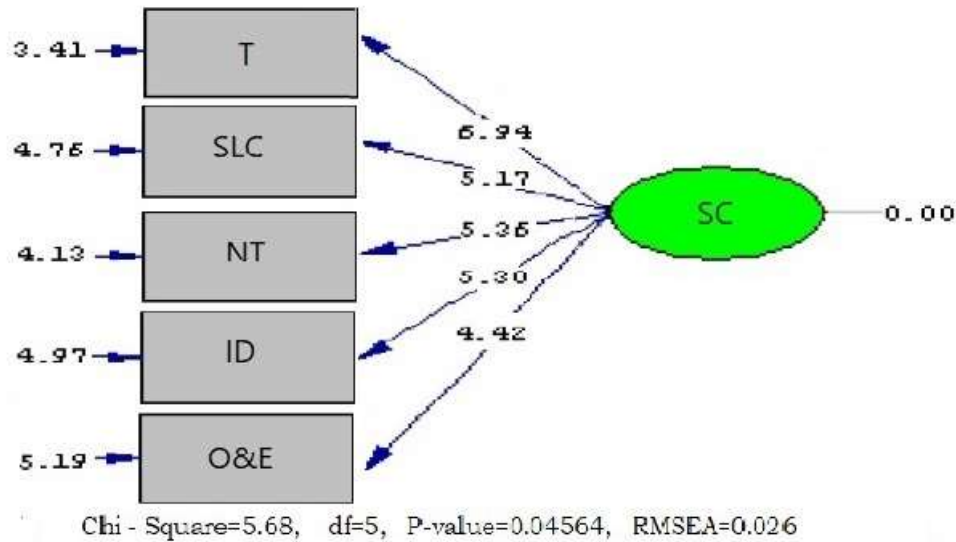 3.41
T
6.94
4.76
SLC
5.17
SC
0.00
4.13
NT
5.36
5.30
4.97
ID
4.42
5.19
O&E
Chi - Square=5.68, df=5, P-value=0.04564, RMSEA=0.026